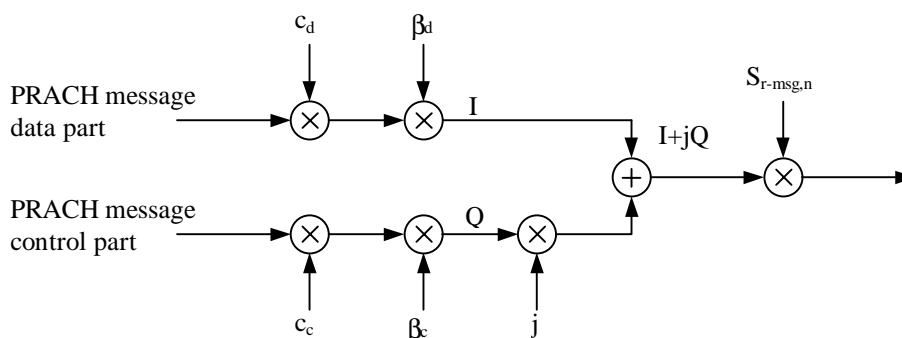 c_d
β_d
S_r-msg,n
PRACH message
data part
I
I+jQ
PRACH message
control part
Q
c_c
β_c
j